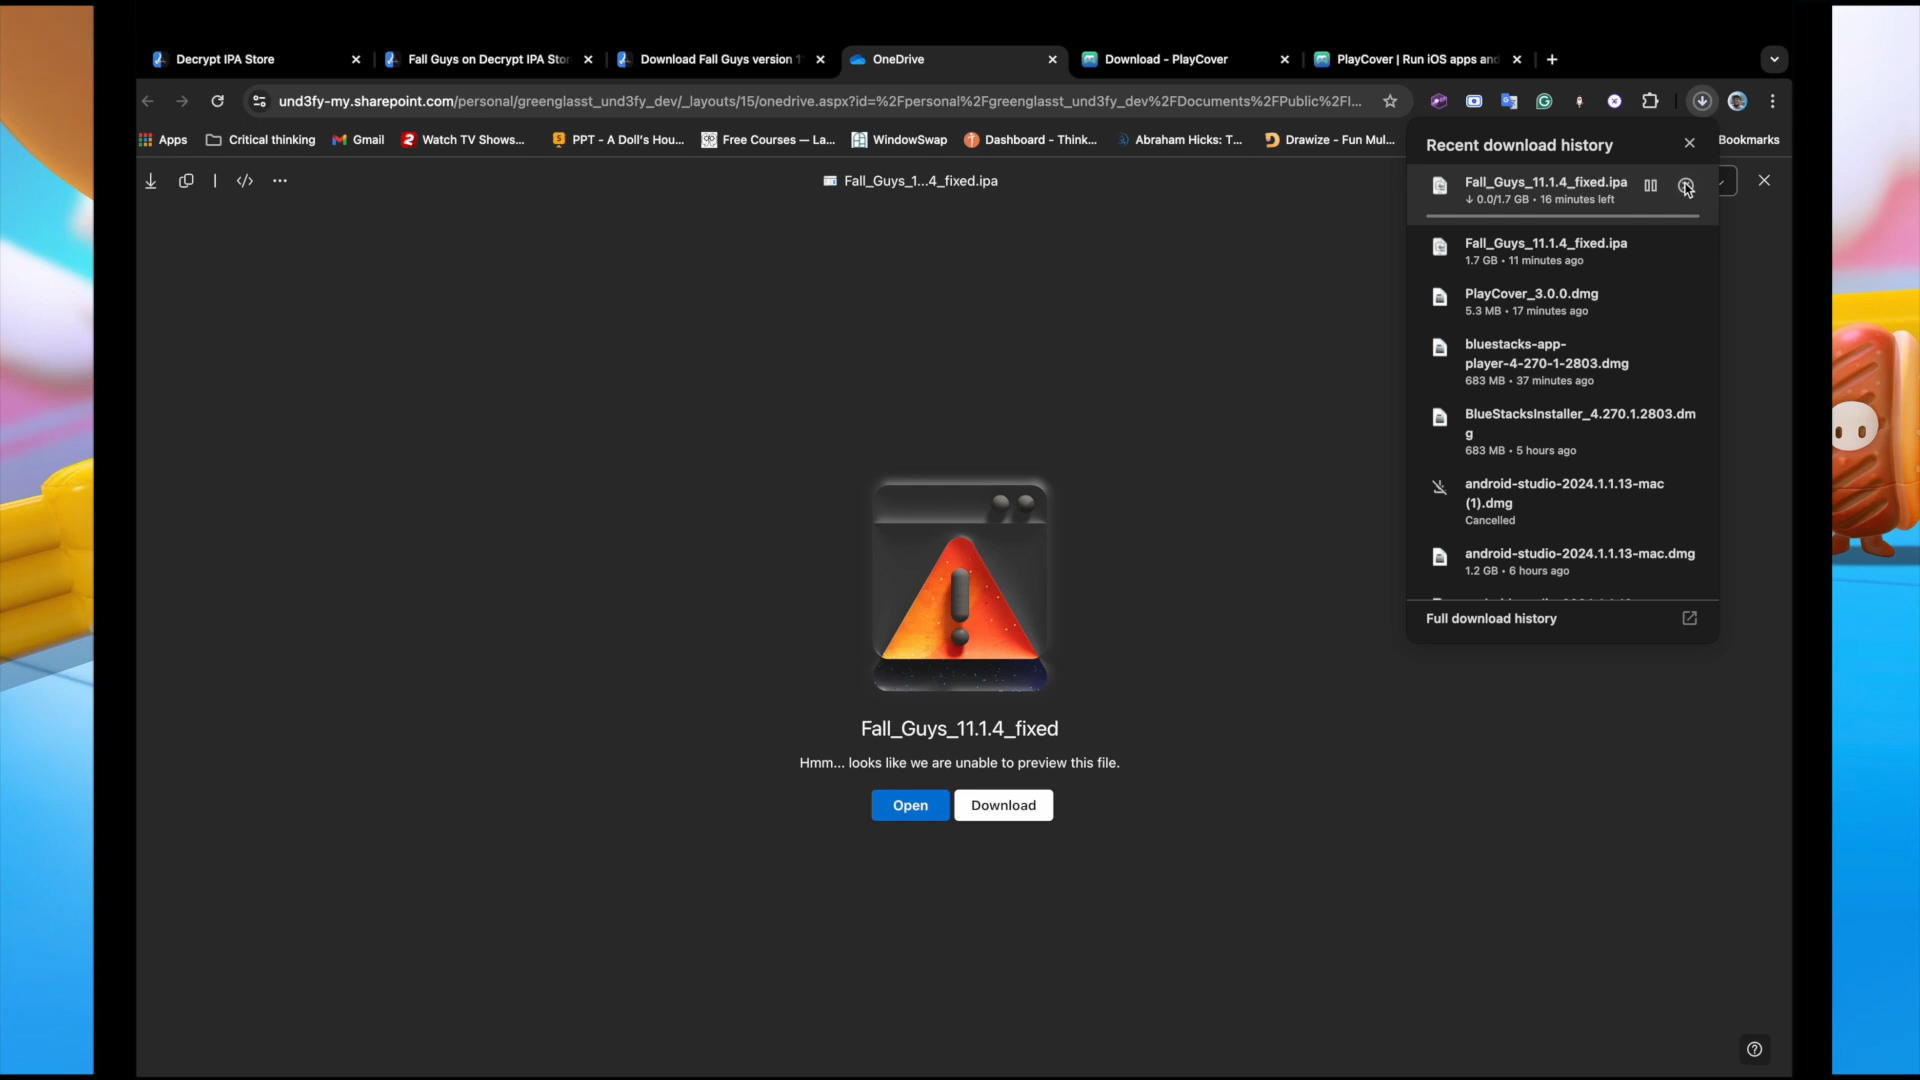 Decrypt IPA Store
Fall Guys on Decrypt IPA Sto
Download Fall Guys version
OneDrive
Download - PlayCover
PlayCover | Run iOS apps and
und3fy-my.sharepoint.com/personal/greenglasst_und3fy_dev/_layouts/15/onedrive.aspx?id=%2Fpersonal%2Fgreenglasst_und3fy_dev%2FDocuments%2FPublic%2FI...
Apps
Critical thinking
Gmail
Watch TV Shows...
PPT - A Doll's Hou...
Free Courses — La...
WindowSwap
Dashboard - Think...
Abraham Hicks: T...
Drawize - Fun Mul...
Bookmarks
Fall_Guys_1...4_fixed.ipa
Recent download history
Fall_Guys_11.1.4_fixed.ipa
↓ 0.0/1.7 GB • 16 minutes left
Fall_Guys_11.1.4_fixed.ipa
1.7 GB • 11 minutes ago
PlayCover_3.0.0.dmg
5.3 MB • 17 minutes ago
bluestacks-app-
player-4-270-1-2803.dmg
683 MB • 37 minutes ago
BlueStacksInstaller_4.270.1.2803.dm
g
683 MB • 5 hours ago
android-studio-2024.1.1.13-mac
(1).dmg
Cancelled
android-studio-2024.1.1.13-mac.dmg
1.2 GB • 6 hours ago
Full download history
Fall_Guys_11.1.4_fixed
Hmm... looks like we are unable to preview this file.
Open
Download